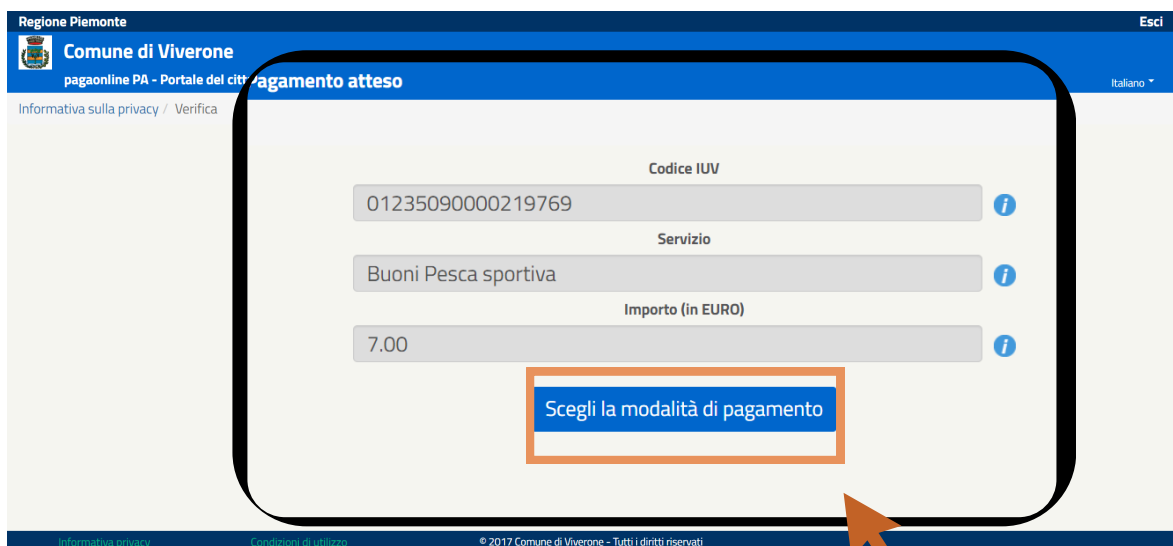 Regione Piemonte
Esci
Comune di Viverone
pagaonline PA - Portale del
Pagamento atteso
Italiano
Informativa sulla privacy / Verifica
Codice IUV
01235090000219769
Servizio
Buoni Pesca sportiva
Importo (in EURO)
7.00
Scegli la modalità di pagamento
Informativa privacy
Condizioni di utilizzo
© 2017 Comune di Viverone - Tutti i diritti riservati